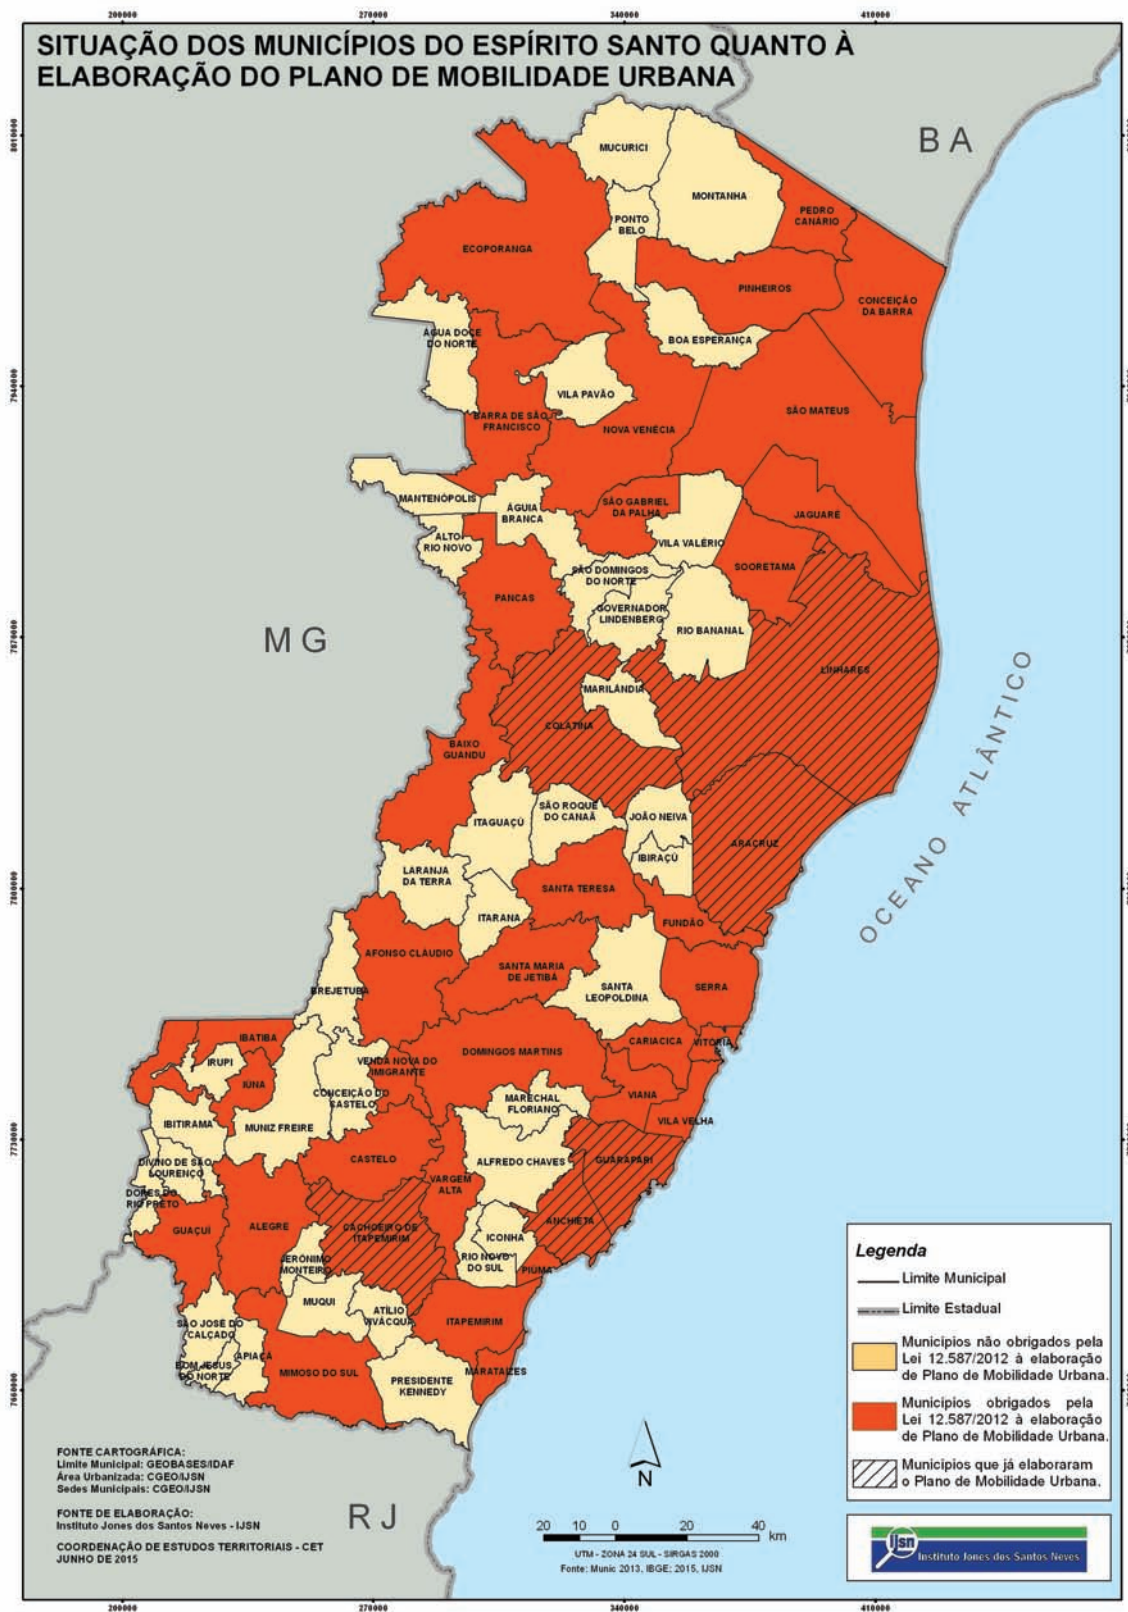 200000
270000
340000
410000
SITUAÇÃO DOS MUNICÍPIOS DO ESPÍRITO SANTO QUANTO À
ELABORAÇÃO DO PLANO DE MOBILIDADE URBANA
8010000
7940000
7870000
7800000
7730000
7660000
B A
M G
R J
OCEANO ATLÂNTICO
MUCURICI
MONTANHA
PEDRO
CANÁRIO
PONTO
BELO
ECOPORANGA
PINHEIROS
CONCEIÇÃO
DA BARRA
ÁGUA DOCE
DO NORTE
BOA ESPERANÇA
VILA PAVÃO
SÃO MATEUS
BARRA DE SÃO
FRANCISCO
NOVA VENÉCIA
MANTENÓPOLIS
ÁGUIA
BRANCA
SÃO GABRIEL
DA PALHA
JAGUARÉ
ALTO
RIO NOVO
VILA VALÉRIO
SOORETAMA
SÃO DOMINGOS
DO NORTE
PANCAS
GOVERNADOR
LINDENBERG
RIO BANANAL
LINHARES
MARILÂNDIA
COLATINA
BAIXO
GUANDU
ITAGUAÇÚ
SÃO ROQUE
DO CANAÃ
JOÃO NEIVA
ARACRUZ
IBIRAÇÚ
LARANJA
DA TERRA
SANTA TERESA
ITARANA
FUNDÃO
AFONSO CLÁUDIO
SANTA MARIA
DE JETIBÁ
SANTA
LEOPOLDINA
SERRA
BREJETUBA
IBATIBA
CARIACICA
VITÓRIA
DOMINGOS MARTINS
VENDA NOVA DO
IMIGRANTE
IRUPI
IÚNA
CONCEIÇÃO DO
CASTELO
MARECHAL
FLORIANO
VIANA
VILA VELHA
IBITIRAMA
MUNIZ FREIRE
CASTELO
ALFREDO CHAVES
GUARAPARI
DIVINO DE SÃO
LOURENÇO
VARGEM
ALTA
DORES DO
RIO PRETO
GUAÇUÍ
ALEGRE
CACHOEIRO DE
ITAPEMIRIM
ANCHIETA
ICONHA
RIO NOVO
DO SUL
PIÚMA
JERÔNIMO
MONTEIRO
MUQUI
ATÍLIO
VIVÁCQUA
ITAPEMIRIM
SÃO JOSÉ DO
CALÇADO
APIACÁ
BOM JESUS
DO NORTE
MIMOSO DO SUL
PRESIDENTE
KENNEDY
MARATAÍZES
Legenda
Limite Municipal
Limite Estadual
Municípios não obrigados pela
Lei 12.587/2012 à elaboração
de Plano de Mobilidade Urbana.
Municípios obrigados pela
Lei 12.587/2012 à elaboração
de Plano de Mobilidade Urbana.
Municípios que já elaboraram
o Plano de Mobilidade Urbana.
FONTE CARTOGRÁFICA:
Limite Municipal: GEOBASES/IDAF
Área Urbanizada: CGEO/IJSN
Sedes Municipais: CGEO/IJSN
FONTE DE ELABORAÇÃO:
Instituto Jones dos Santos Neves - IJSN
COORDENAÇÃO DE ESTUDOS TERRITORIAIS - CET
JUNHO DE 2015
N
20 10 0 20 40
km
UTM - ZONA 24 SUL - SIRGAS 2000
Fonte: Munic 2013, IBGE; 2015, IJSN
ijsn
Instituto Jones dos Santos Neves
200000
270000
340000
410000